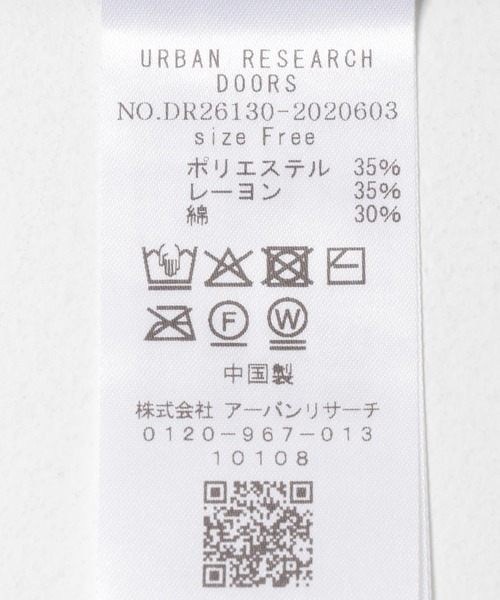 URBAN RESEARCH
DOORS
NO.DR26130-2020603
size Free
ポリエステル 35%
レーヨン 35%
綿 30%
F W
中国製
株式会社 アーバンリサーチ
0120-967-013
10108